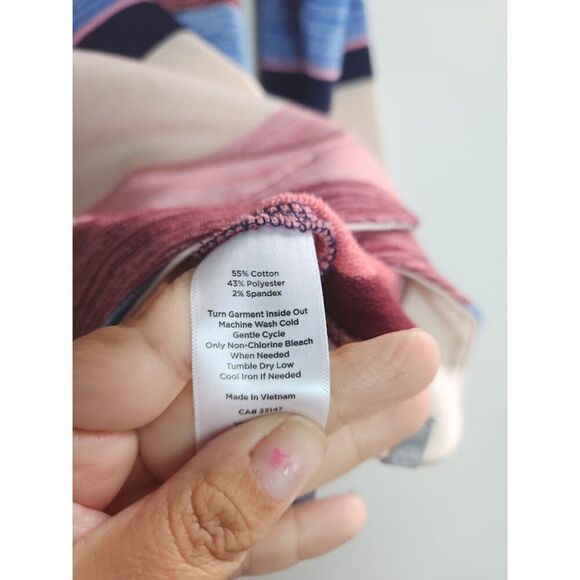 55% Cotton
43% Polyester
2% Spandex
Turn Garment Inside Out
Machine Wash Cold
Gentle Cycle
Only Non-Chlorine Bleach
When Needed
Tumble Dry Low
Cool Iron If Needed
Made in Vietnam
CA# 23147